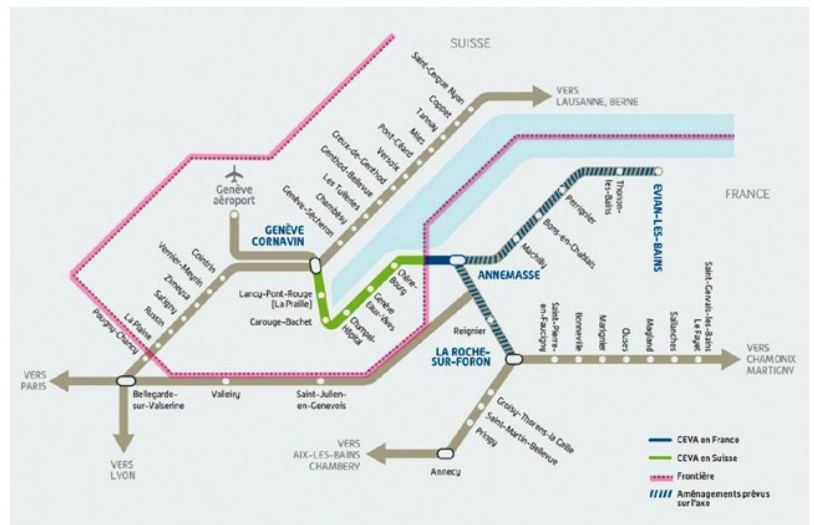 SUISSE
Saint-Cergue Nyon
Coppet
Tannay
Mies
Pont-Céard
Versoix
Creux-de-Genthod
Genthod-Bellevue
Les Tuileries
Chambésy
Genève-Sécheron
VERS
LAUSANNE, BERNE
Genève
aéroport
GENÈVE
CORNAVIN
FRANCE
EVIAN-LES-BAINS
Thonon-
les-Bains
Perrignier
Bons-en-Chablais
Machilly
ANNEMASSE
Chêne-
Bourg
Genève
Eaux-Vives
Champel-
Hôpital
Lancy-Pont-Rouge
(La Praille)
Carouge-Bachet
Cointrin
Vernier-Meyrin
Zimeysa
Satigny
Russin
La Plaine
Pougny-Chancy
Reignier
LA ROCHE-
SUR-FORON
Saint-Pierre-
en-Faucigny
Bonneville
Marignier
Cluses
Magland
Sallanches
Saint-Gervais-les-Bains
Le Fayet
VERS
CHAMONIX
MARTIGNY
VERS
PARIS
Bellegarde-
sur-Valserine
Valleiry
Saint-Julien-
en-Genevois
VERS
LYON
VERS
AIX-LES-BAINS
CHAMBERY
Annecy
Groisy-Thorens-la Caille
Saint-Martin-Bellevue
Pringy
CEVA en France
CEVA en Suisse
Frontière
Aménagements prévus
sur l'axe